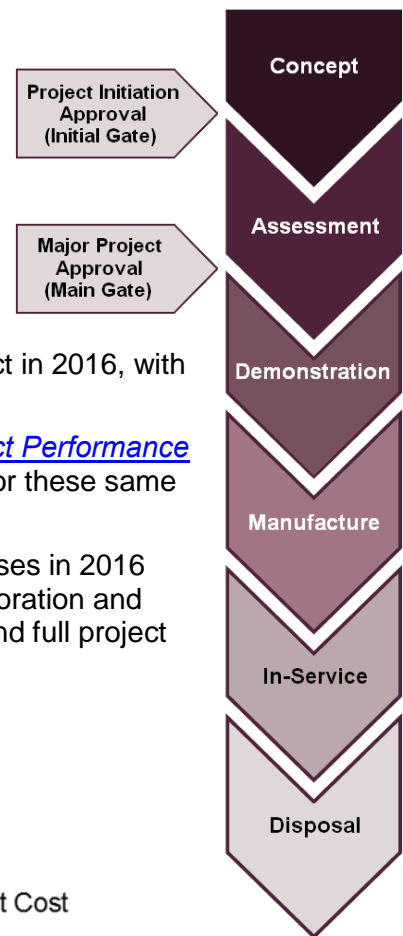 Concept
Project Initiation
Approval
(Initial Gate)
Assessment
Major Project
Approval
(Main Gate)
ct in 2016, with
Demonstration
ct Performance
or these same
Manufacture
ses in 2016
oration and
nd full project
In-Service
Disposal
t Cost